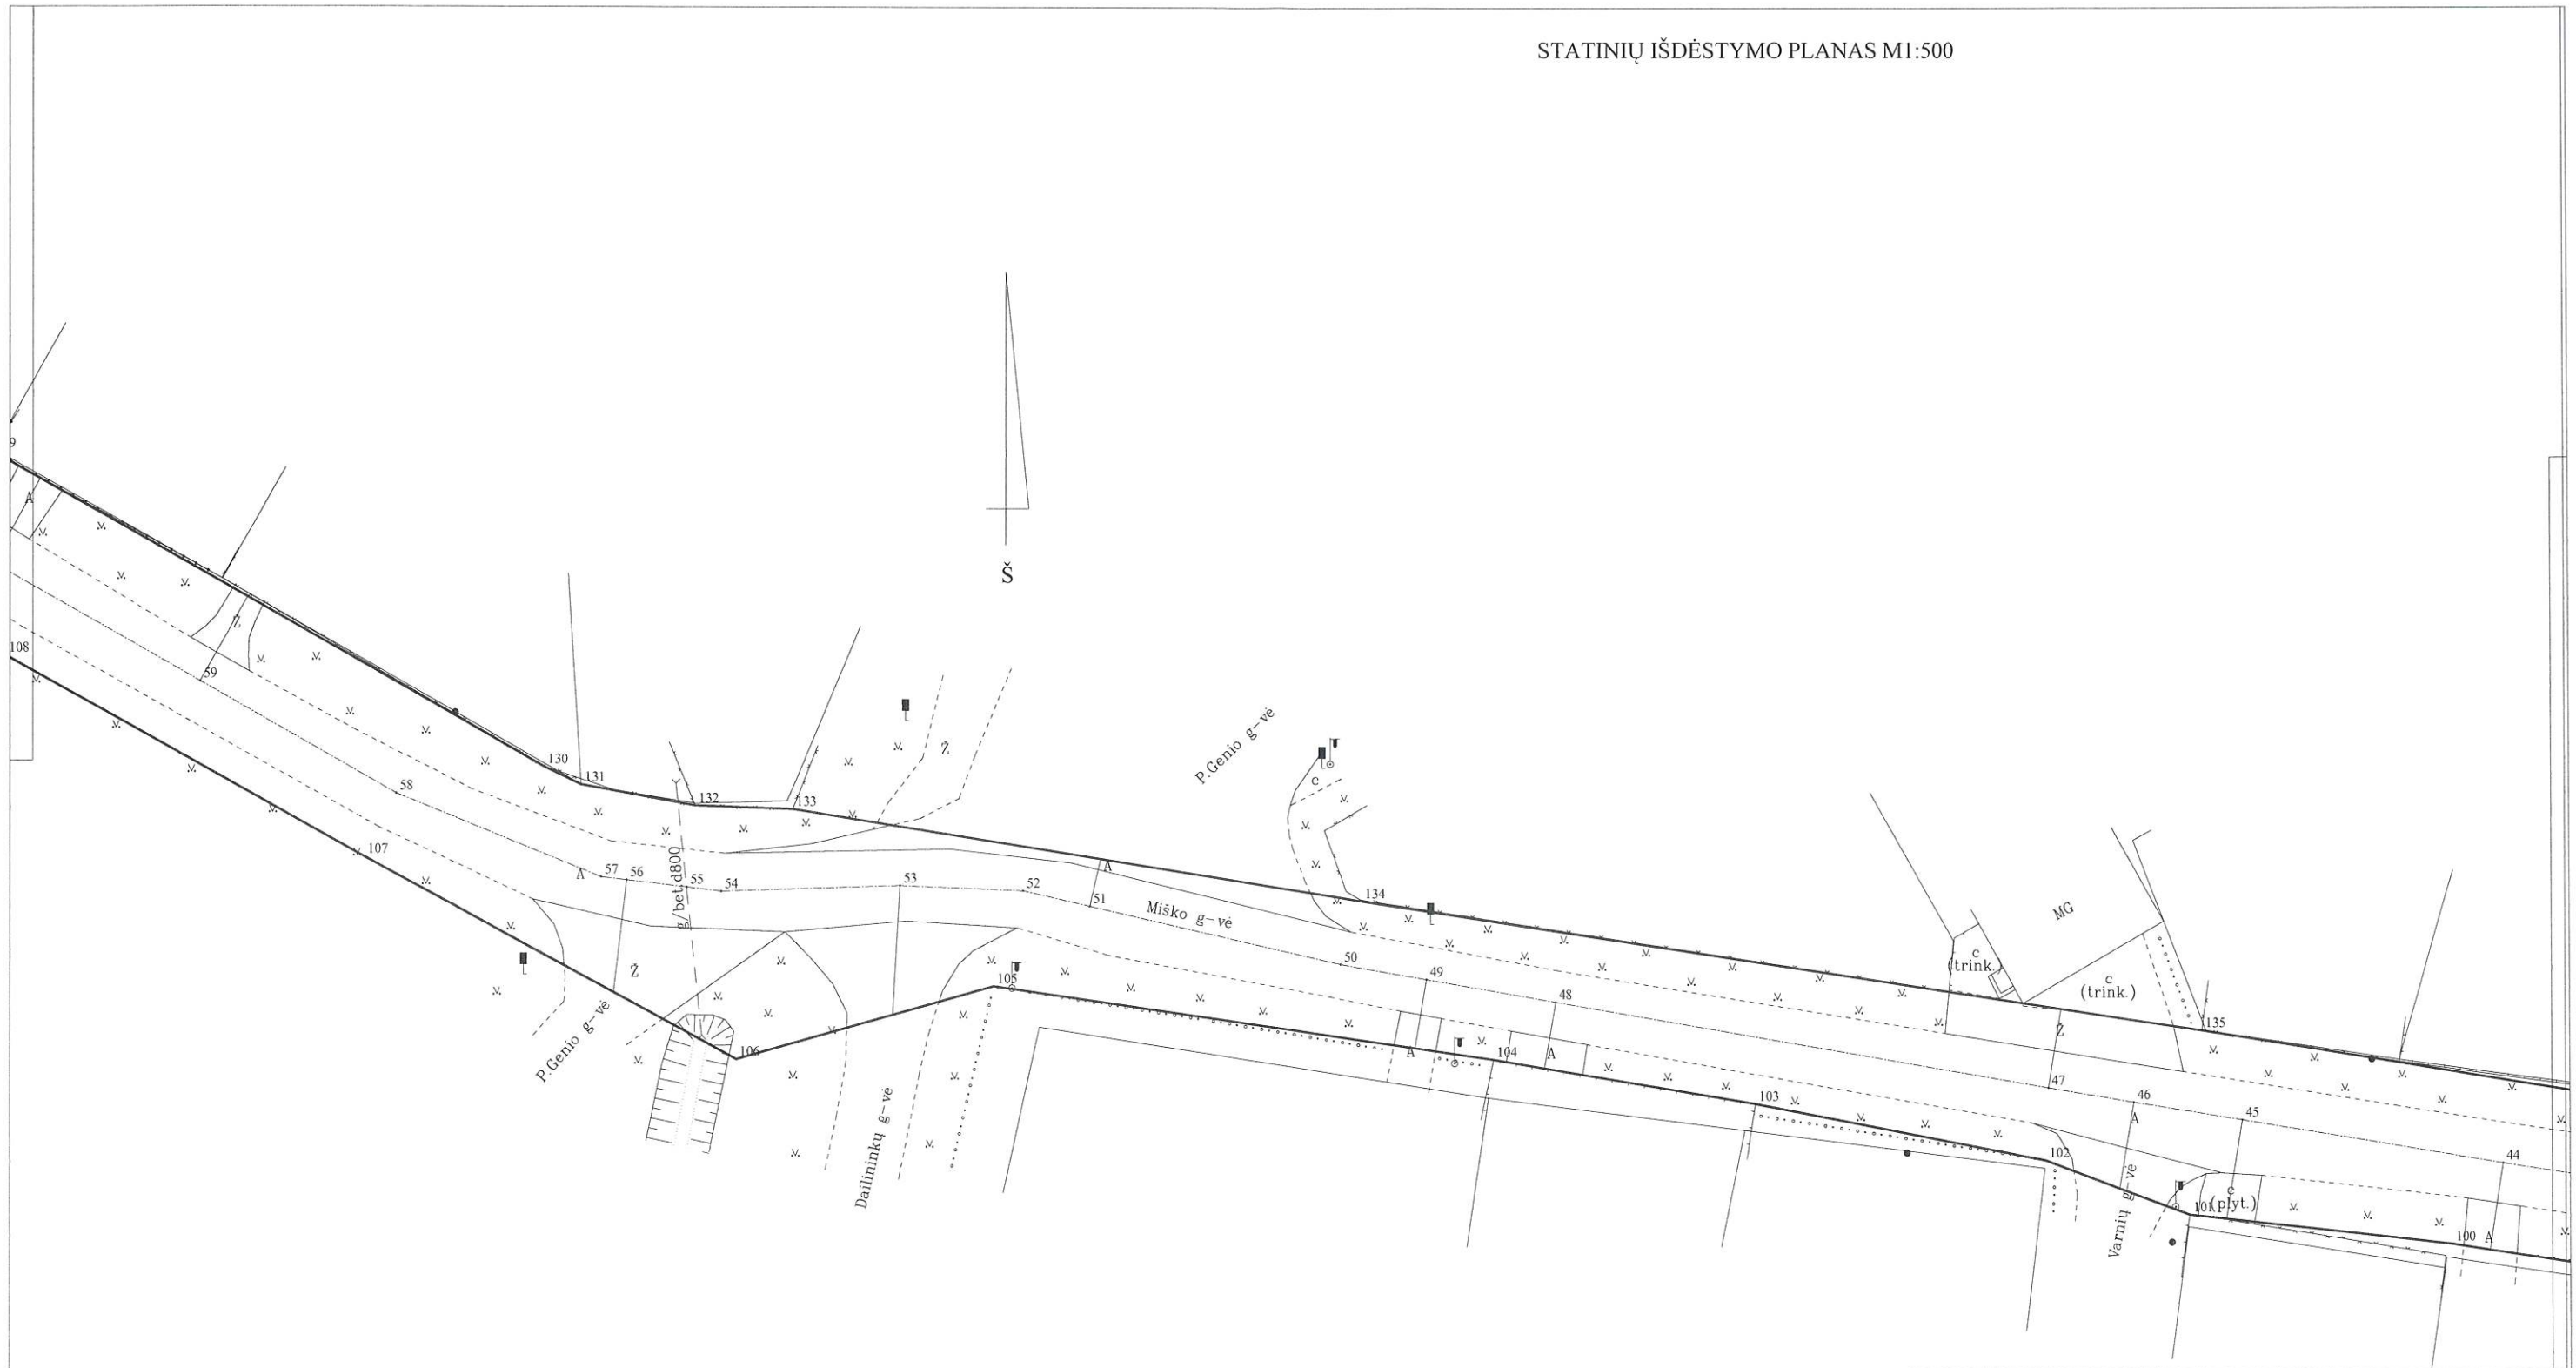 STATINIŲ IŠDĖSTYMO PLANAS M1:500
9
A
Š
Ž
108
59
130
131
58
132
133
Ž
P.Genio g-vė
c
107
A
57
56
g/bet.d800
55
54
53
52
A
51
134
Miško g-vė
MG
50
49
48
c
(trink.)
c
(trink.)
Ž
105
135
Ž
P.Genio g-vė
106
A
104
A
47
46
45
103
A
Dailininkų g-vė
102
44
Varnių g-vė
c
(plyt.)
101
100
A